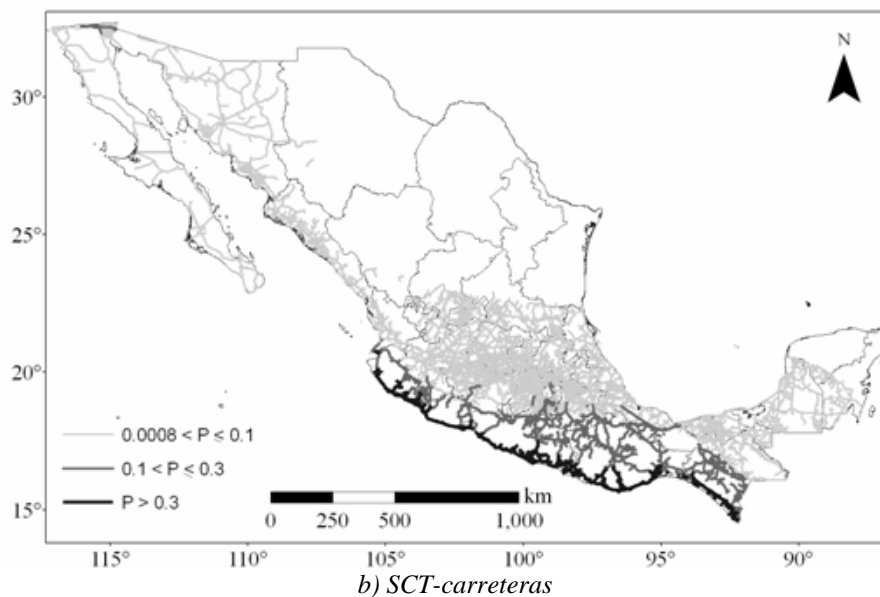 N
30°
25°
20°
15°
0.0008 < P ≤ 0.1
0.1 < P ≤ 0.3
P > 0.3
km
0 250 500 1,000
115° 110° 105° 100° 95° 90°
b) SCT-carreteras